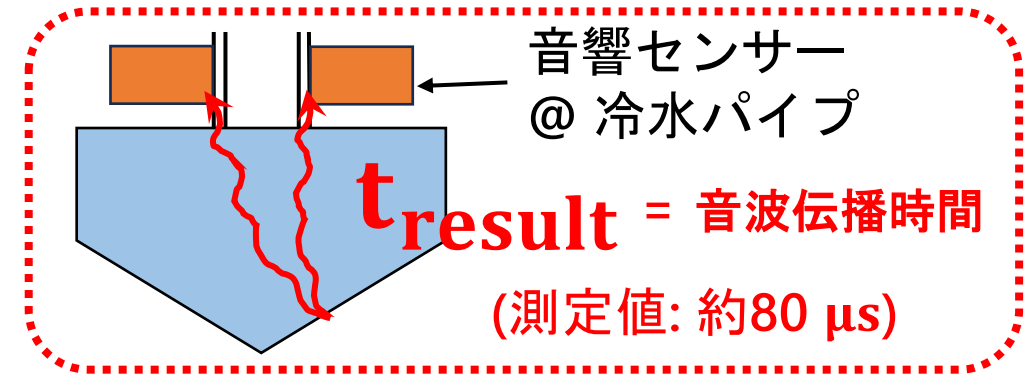 音響センサー
@ 冷水パイプ
tresult = 音波伝播時間
(測定値: 約80 μs)